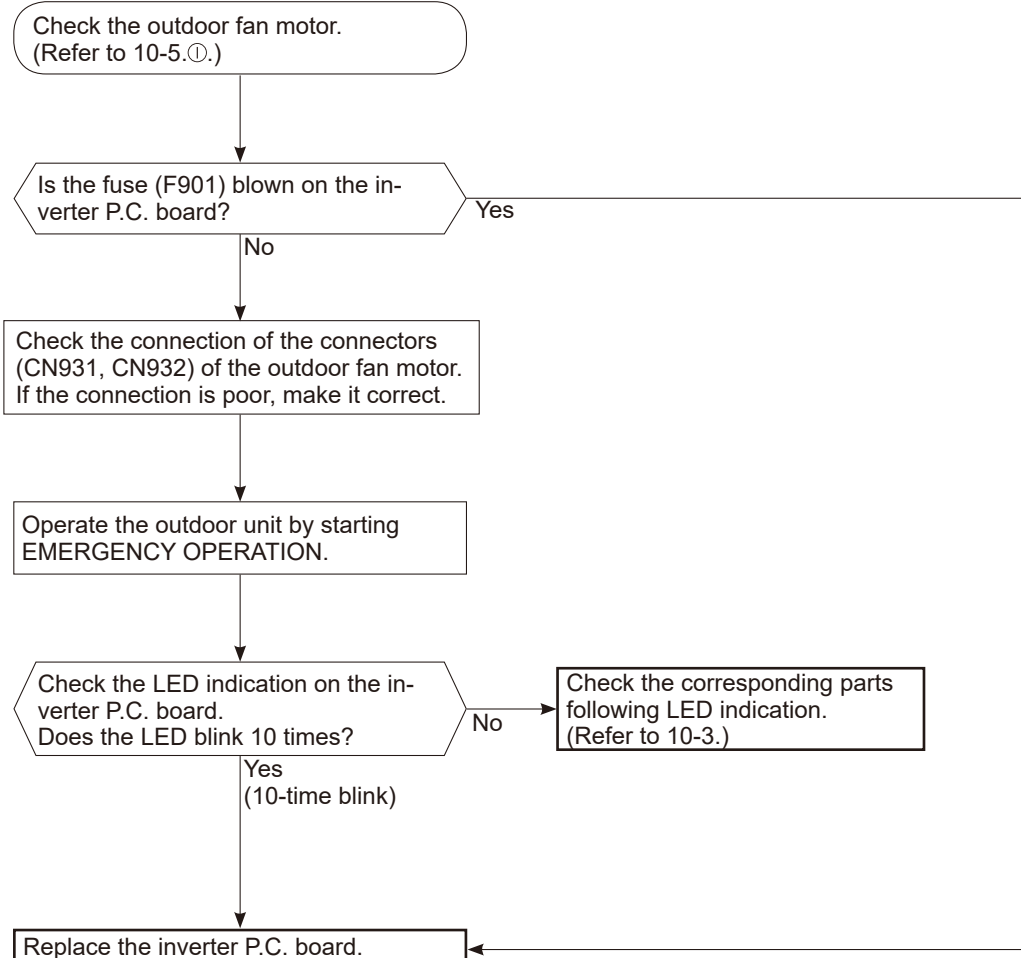 Check the outdoor fan motor.
(Refer to 10-5.Ⓘ.)
Is the fuse (F901) blown on the in-
verter P.C. board?
Yes
No
Check the connection of the connectors
(CN931, CN932) of the outdoor fan motor.
If the connection is poor, make it correct.
Operate the outdoor unit by starting
EMERGENCY OPERATION.
Check the LED indication on the in-
verter P.C. board.
Does the LED blink 10 times?
No
Check the corresponding parts
following LED indication.
(Refer to 10-3.)
Yes
(10-time blink)
Replace the inverter P.C. board.